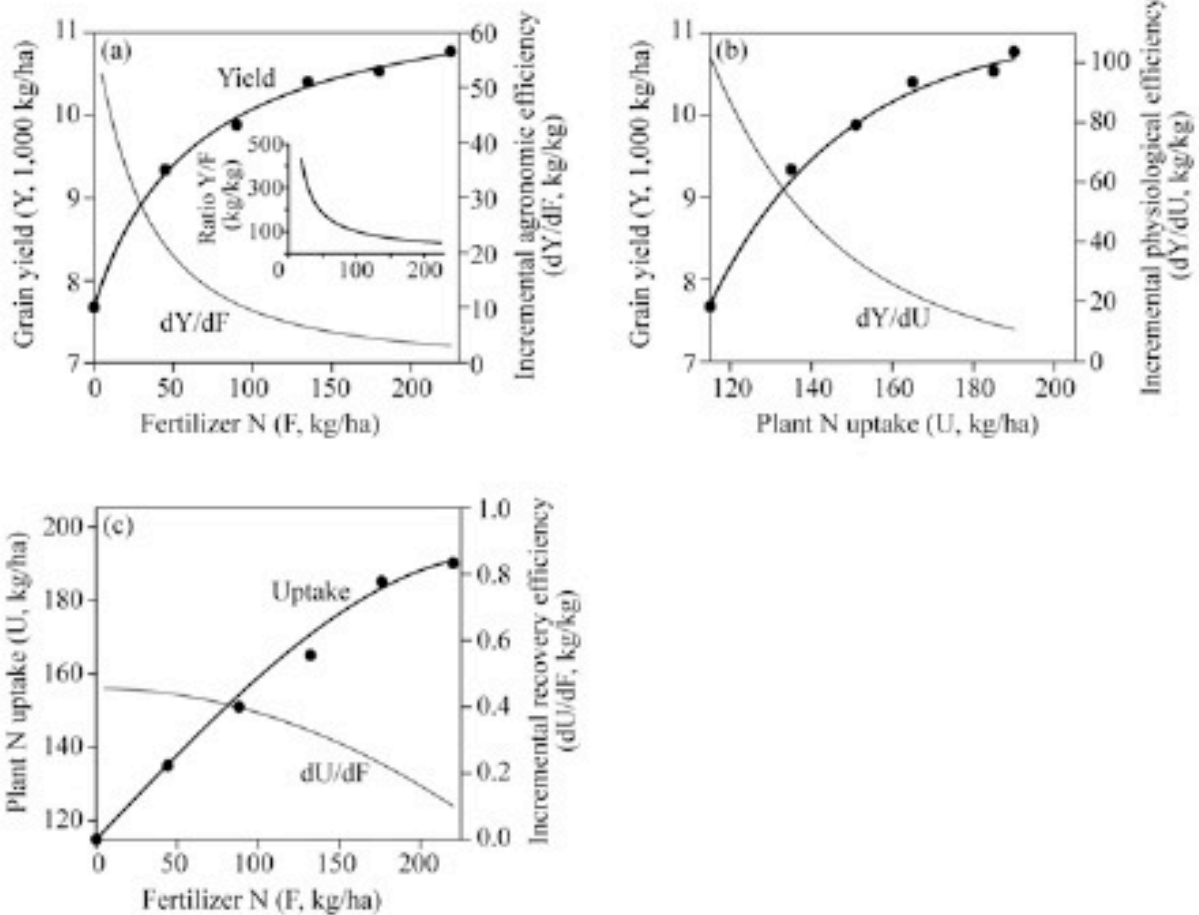 (a)
Grain yield (Y, 1,000 kg/ha)
11
10
9
8
7
Yield
dY/dF
Ratio Y/F
(kg/kg)
500
300
100
0 100 200
60
50
40
30
20
10
0
Incremental agronomic efficiency
(dY/dF, kg/kg)
0 50 100 150 200
Fertilizer N (F, kg/ha)
(b)
Grain yield (Y, 1,000 kg/ha)
11
10
9
8
7
dY/dU
100
80
60
40
20
0
Incremental physiological efficiency
(dY/dU, kg/kg)
120 140 160 180 200
Plant N uptake (U, kg/ha)
(c)
Plant N uptake (U, kg/ha)
200
180
160
140
120
Uptake
dU/dF
1.0
0.8
0.6
0.4
0.2
0.0
Incremental recovery efficiency
(dU/dF, kg/kg)
0 50 100 150 200
Fertilizer N (F, kg/ha)